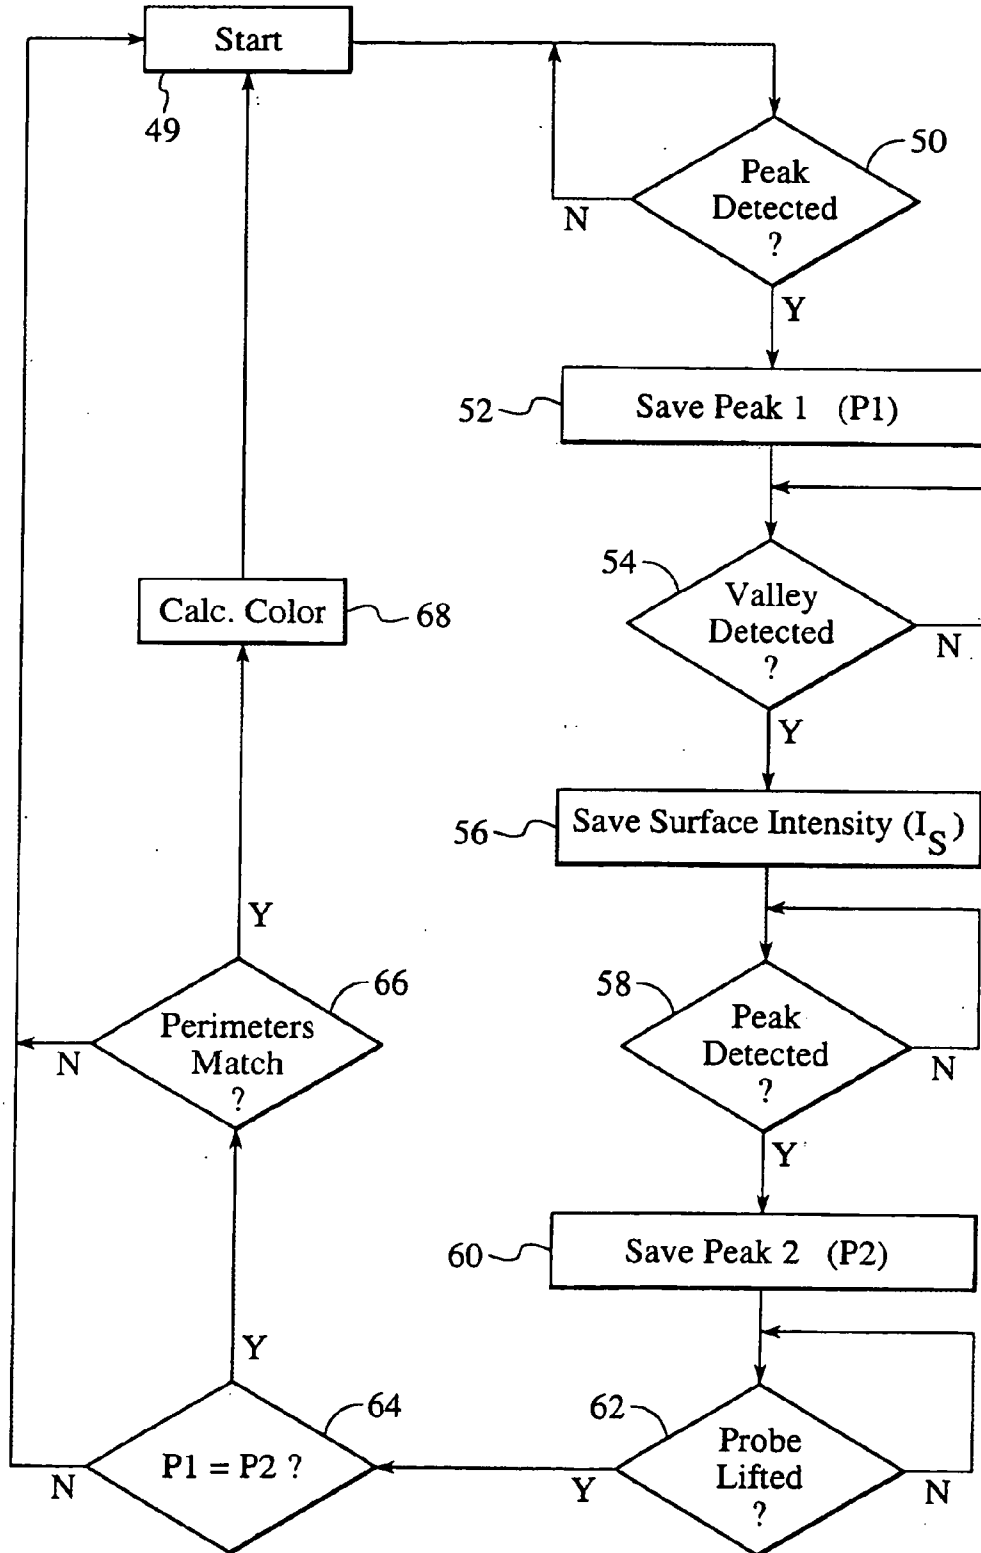 Start
49
50
Peak
Detected
?
N
Y
52
Save Peak 1 (P1)
54
Valley
Detected
?
N
Y
56
Save Surface Intensity (IS)
58
Peak
Detected
?
N
Y
60
Save Peak 2 (P2)
62
Probe
Lifted
?
N
Y
64
P1 = P2 ?
N
Y
66
Perimeters
Match
?
N
Y
Calc. Color
68